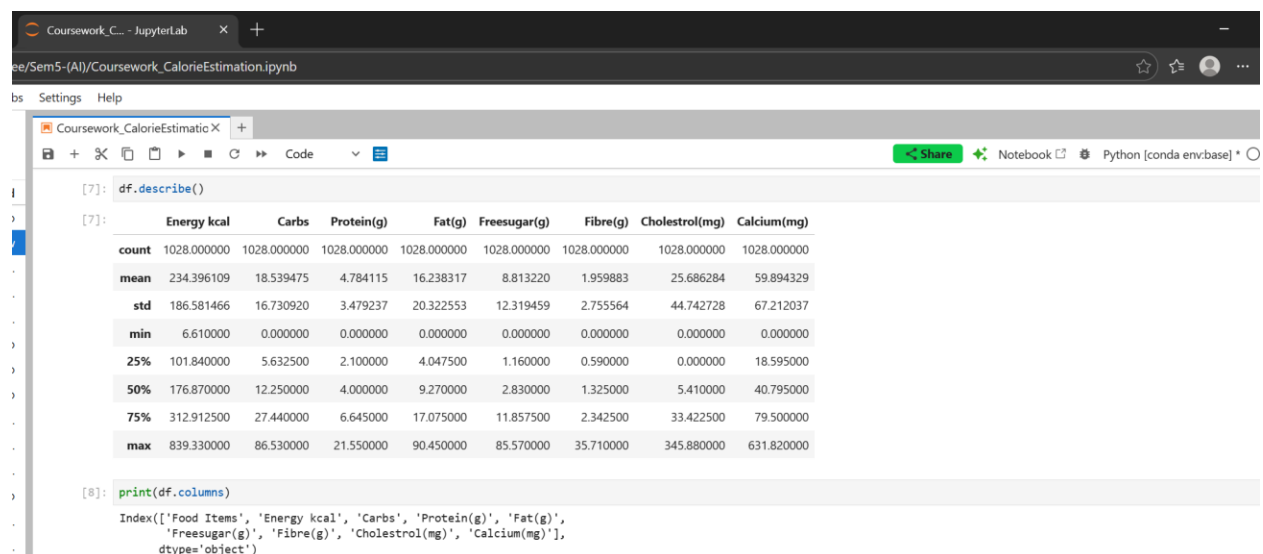 Coursework_C... - JupyterLab
ee/Sem5-(AI)/Coursework_CalorieEstimation.ipynb
bs Settings Help
Coursework_CalorieEstimatic
Code Share Notebook Python [conda env:base] *
[7]: df.describe()
[7]: Energy kcal Carbs Protein(g) Fat(g) Freesugar(g) Fibre(g) Cholestrol(mg) Calcium(mg)
count 1028.000000 1028.000000 1028.000000 1028.000000 1028.000000 1028.000000 1028.000000 1028.000000
mean 234.396109 18.539475 4.784115 16.238317 8.813220 1.959883 25.686284 59.894329
std 186.581466 16.730920 3.479237 20.322553 12.319459 2.755564 44.742728 67.212037
min 6.610000 0.000000 0.000000 0.000000 0.000000 0.000000 0.000000 0.000000
25% 101.840000 5.632500 2.100000 4.047500 1.160000 0.590000 0.000000 18.595000
50% 176.870000 12.250000 4.000000 9.270000 2.830000 1.325000 5.410000 40.795000
75% 312.912500 27.440000 6.645000 17.075000 11.857500 2.342500 33.422500 79.500000
max 839.330000 86.530000 21.550000 90.450000 85.570000 35.710000 345.880000 631.820000
[8]: print(df.columns)
Index(['Food Items', 'Energy kcal', 'Carbs', 'Protein(g)', 'Fat(g)',
'Freesugar(g)', 'Fibre(g)', 'Cholestrol(mg)', 'Calcium(mg)'],
dtype='object')